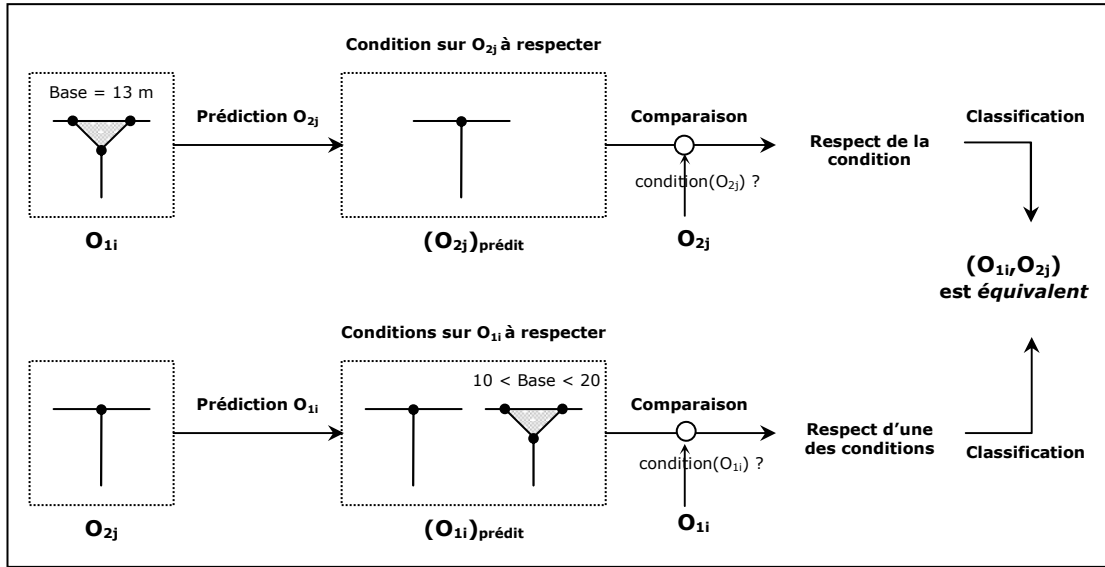 Condition sur O2j à respecter
Base = 13 m
Prédiction O2j
Comparaison
Classification
Respect de la
condition
condition(O2j) ?
O1i
(O2j)prédit
O2j
(O1i,O2j)
est équivalent
Conditions sur O1i à respecter
10 < Base < 20
Prédiction O1i
Comparaison
Respect d'une
des conditions
Classification
condition(O1i) ?
O2j
(O1i)prédit
O1i